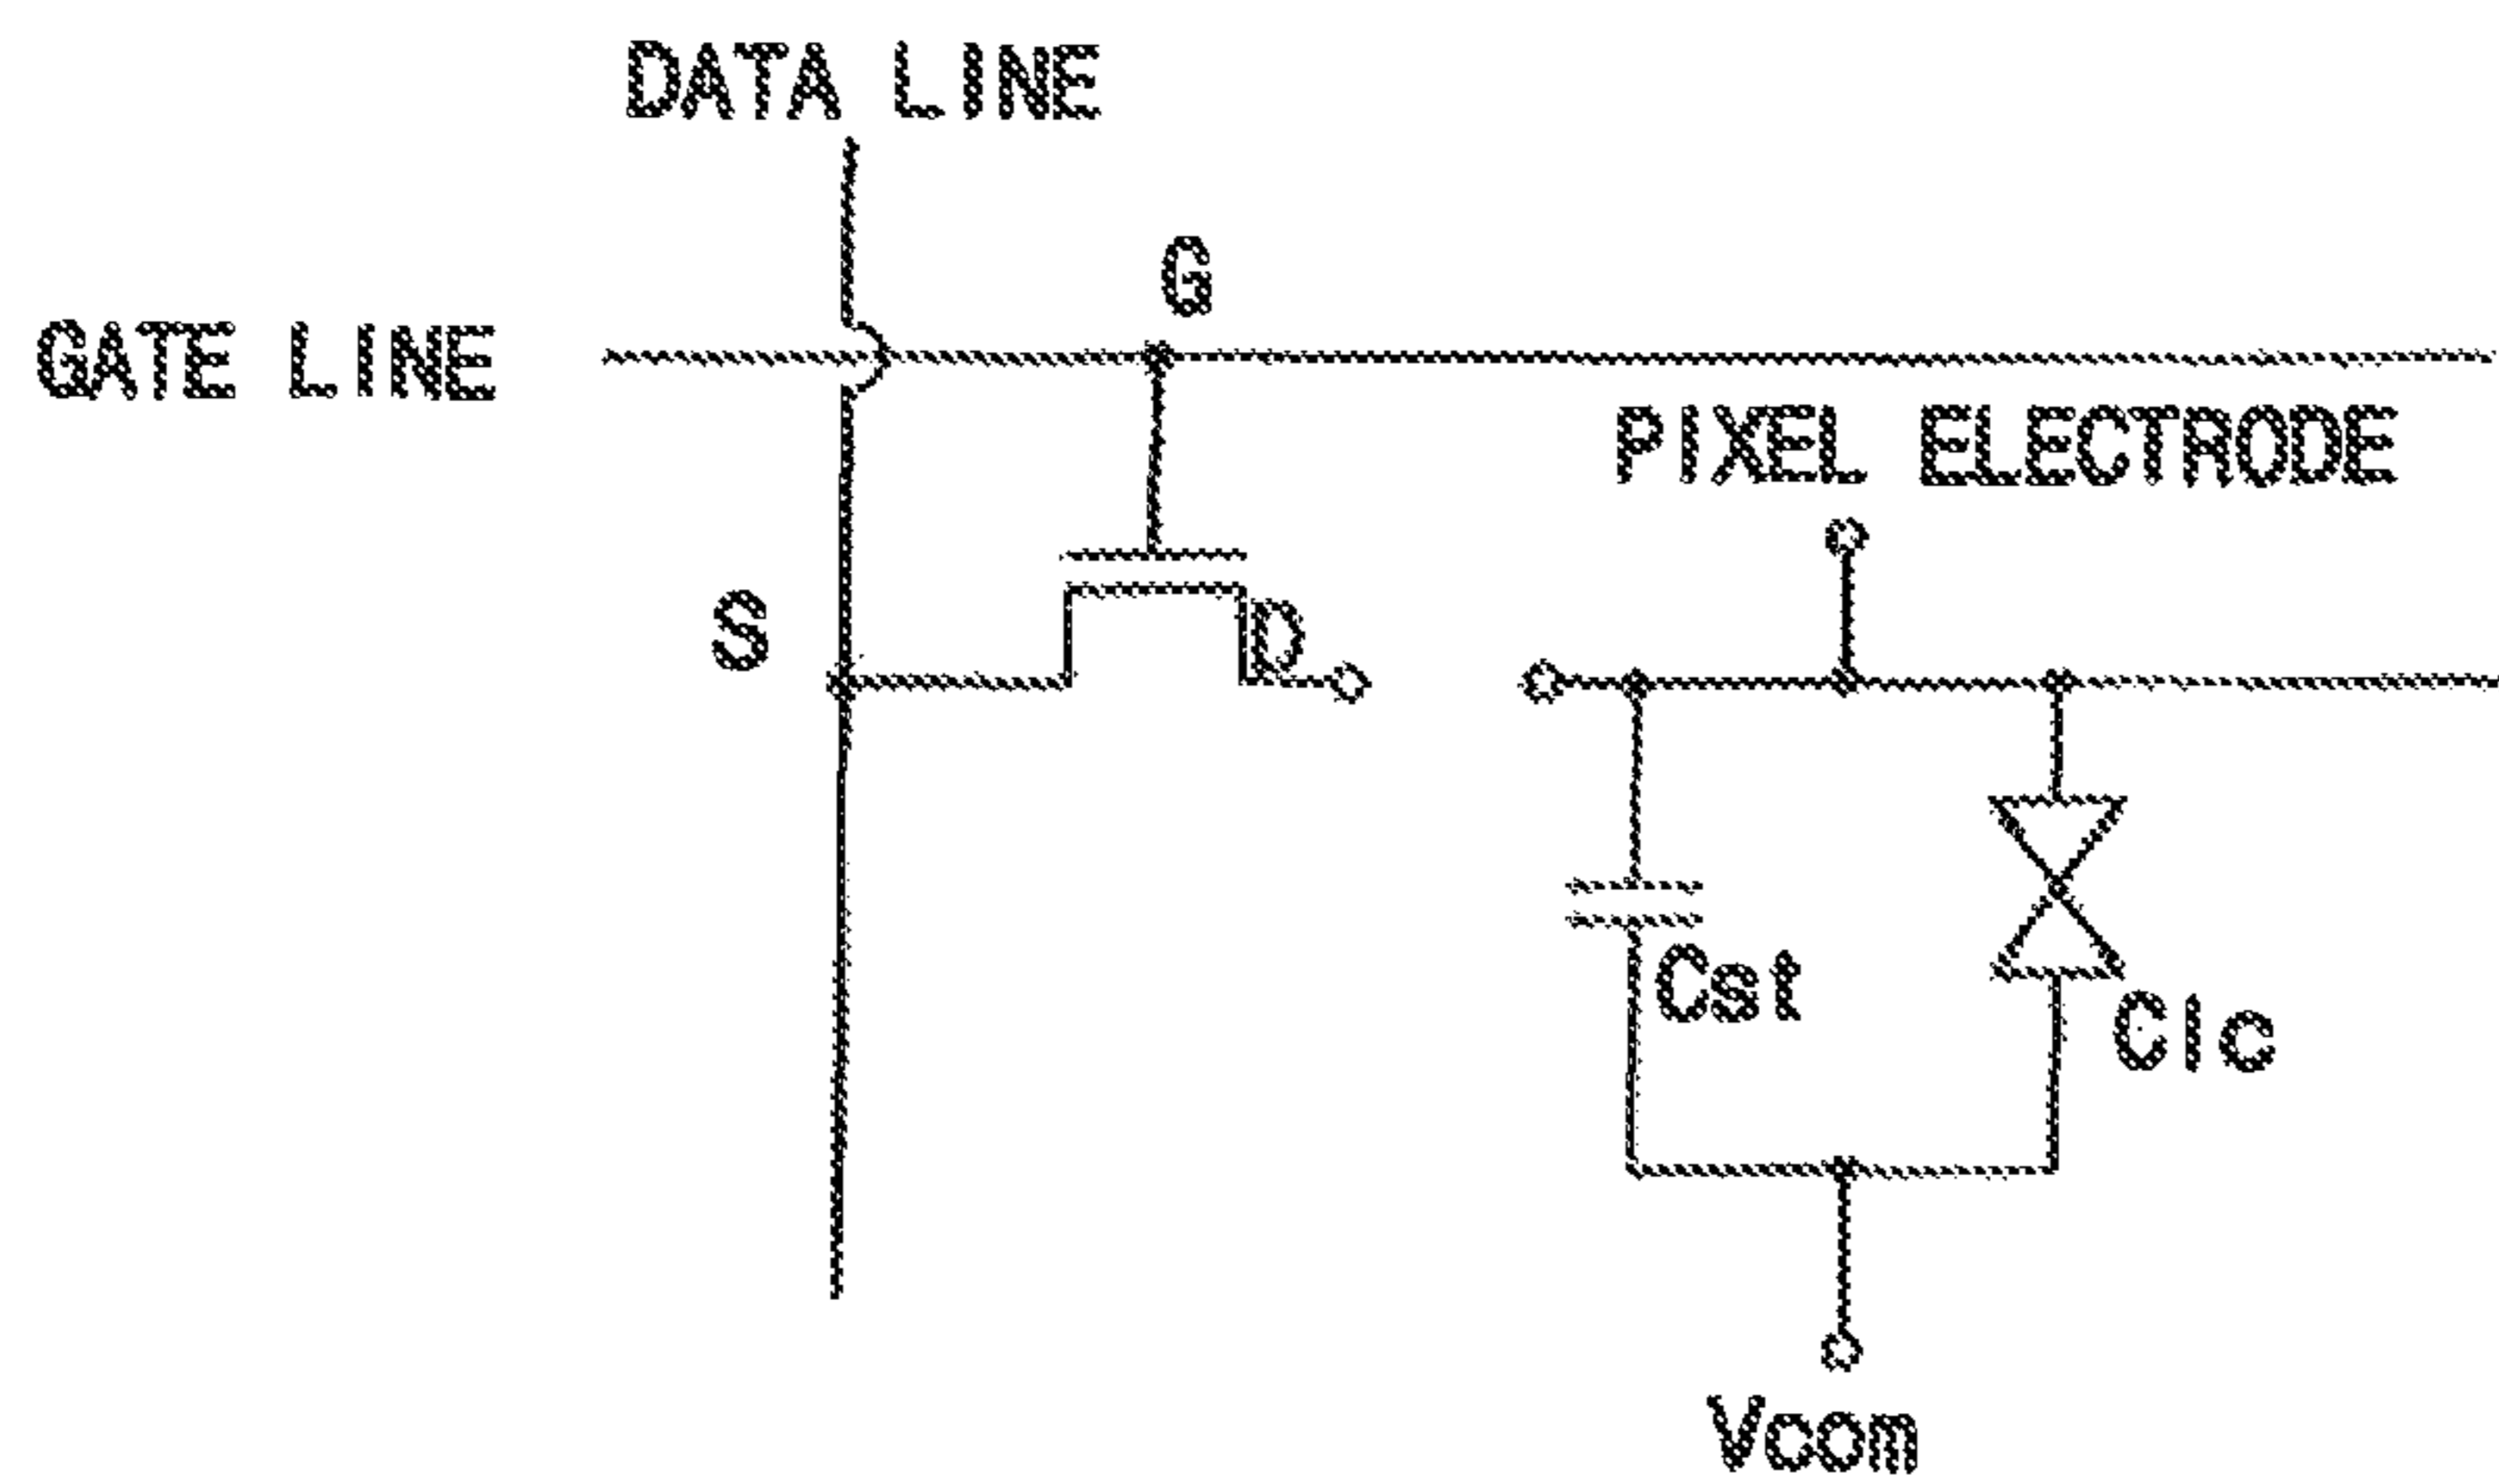 DATA LINE
G
GATE LINE
PIXEL ELECTRODE
S
D
Cst
Clc
Vcom